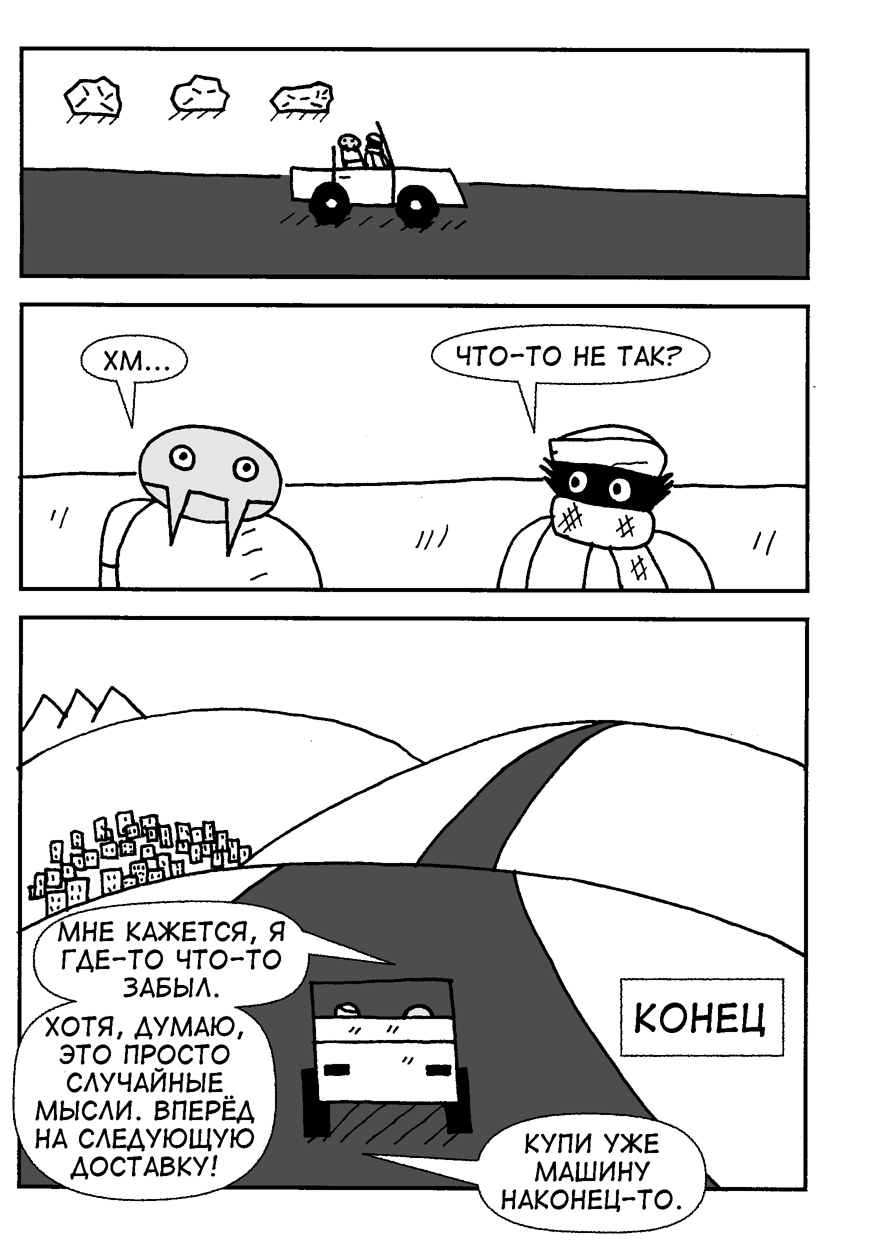 ХМ...
ЧТО-ТО НЕ ТАК?
МНЕ КАЖЕТСЯ, Я
ГДЕ-ТО ЧТО-ТО
ЗАБЫЛ.
ХОТЯ, ДУМАЮ,
ЭТО ПРОСТО
СЛУЧАЙНЫЕ
МЫСЛИ. ВПЕРЁД
НА СЛЕДУЮЩУЮ
ДОСТАВКУ!
КОНЕЦ
КУПИ УЖЕ
МАШИНУ
НАКОНЕЦ-ТО.